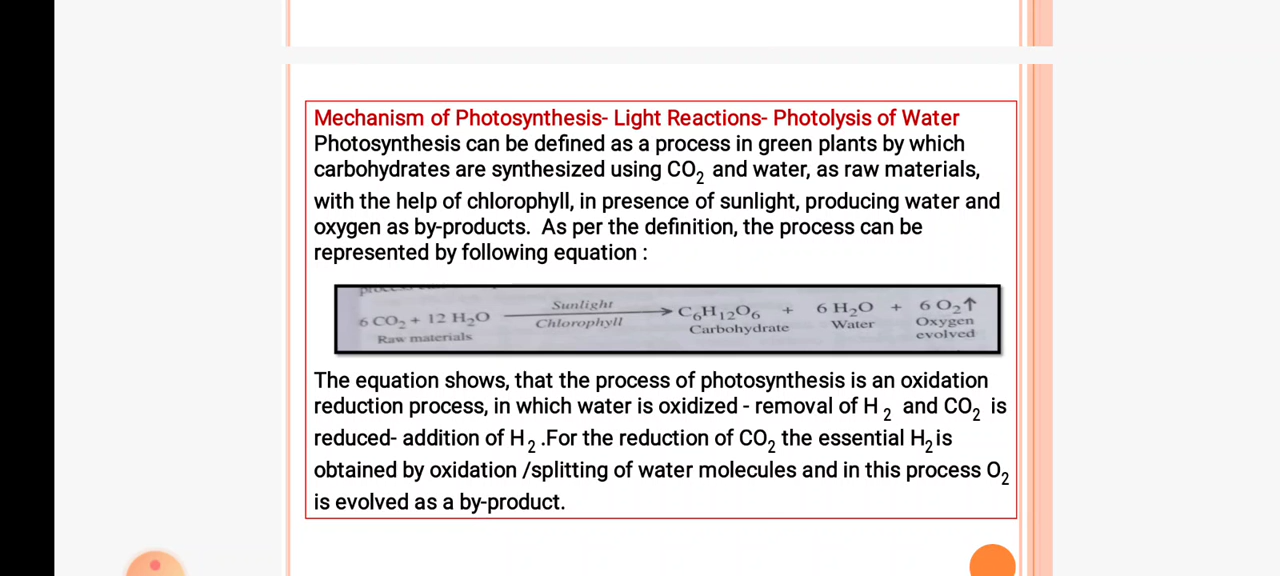 Mechanism of Photosynthesis- Light Reactions- Photolysis of Water
Photosynthesis can be defined as a process in green plants by which
carbohydrates are synthesized using CO₂ and water, as raw materials,
with the help of chlorophyll, in presence of sunlight, producing water and
oxygen as by-products. As per the definition, the process can be
represented by following equation :
Sunlight
6 CO₂ + 12 H₂O ⟶ C₆H₁₂O₆ + 6 H₂O + 6 O₂↑
Chlorophyll
Raw materials Carbohydrate Water Oxygen
evolved
The equation shows, that the process of photosynthesis is an oxidation
reduction process, in which water is oxidized - removal of H ₂ and CO₂ is
reduced- addition of H ₂ .For the reduction of CO₂ the essential H₂ is
obtained by oxidation /splitting of water molecules and in this process O₂
is evolved as a by-product.